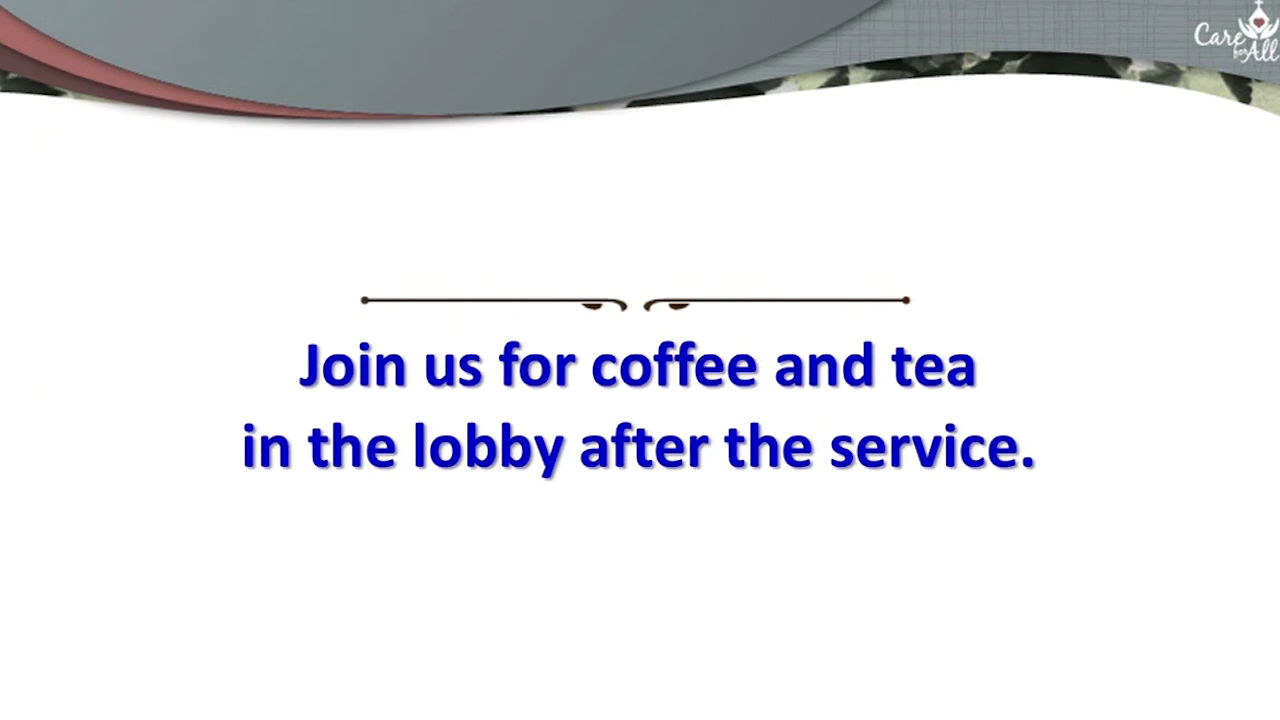 Care
for All
Join us for coffee and tea
in the lobby after the service.